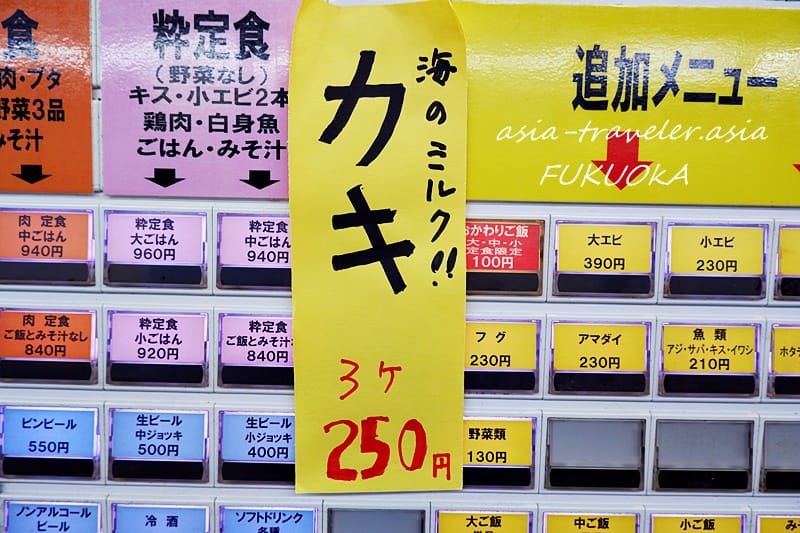 食
肉・ブタ
野菜3品
みそ汁
粋定食
(野菜なし)
キス・小エビ2本
鶏肉・白身魚
ごはん・みそ汁
海のミルク!!
カキ
3ケ
250円
追加メニュー
asia-traveler.asia
FUKUOKA
肉 定食
中ごはん
940円
粋定食
大ごはん
960円
粋定食
中ごはん
940円
おかわりご飯
大・中・小
定食限定
100円
大エビ
390円
小エビ
230円
肉 定食
ご飯とみそ汁なし
840円
粋定食
小ごはん
920円
粋定食
ご飯とみそ汁
840円
フグ
230円
アマダイ
230円
魚類
アジ・サバ・キス・イワシ
210円
ホタテ
ビンビール
550円
生ビール
中ジョッキ
500円
生ビール
小ジョッキ
400円
野菜類
130円
ノンアルコール
ビール
冷酒
ソフトドリンク
各種
大ご飯
中ご飯
小ご飯
み